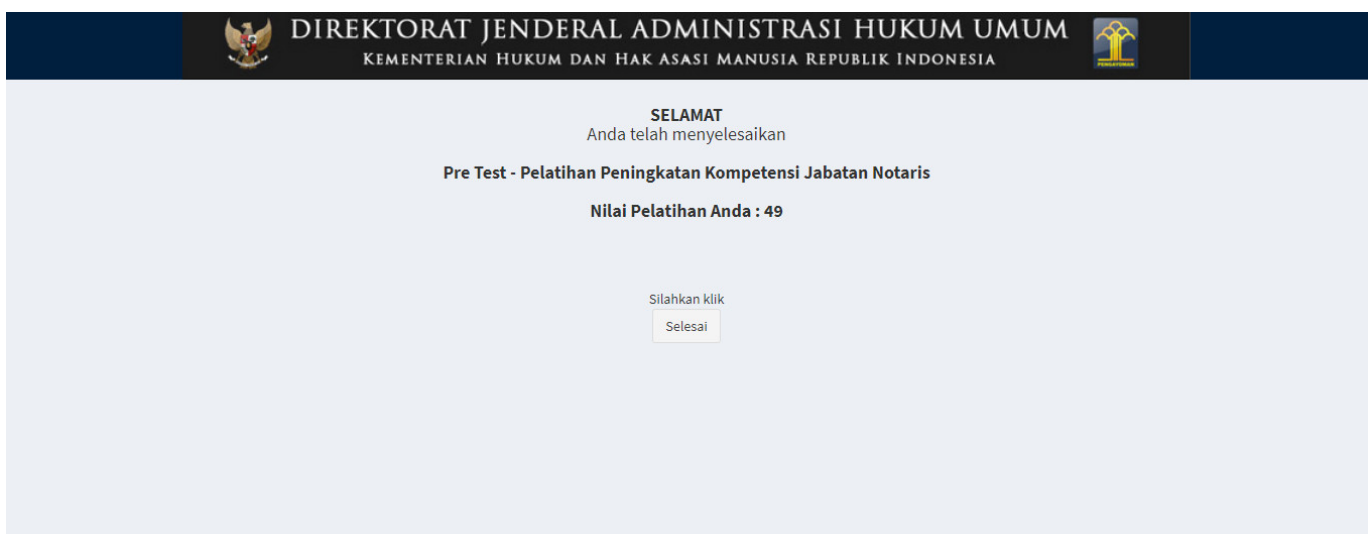 DIREKTORAT JENDERAL ADMINISTRASI HUKUM UMUM
KEMENTERIAN HUKUM DAN HAK ASASI MANUSIA REPUBLIK INDONESIA
PENGAYOMAN
SELAMAT
Anda telah menyelesaikan
Pre Test - Pelatihan Peningkatan Kompetensi Jabatan Notaris
Nilai Pelatihan Anda : 49
Silahkan klik
Selesai